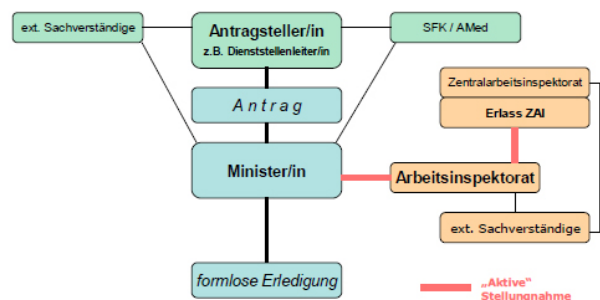 ext. Sachverständige
Antragsteller/in
z.B. Dienststellenleiter/in
SFK / AMed
Antrag
Zentralarbeitsinspektorat
Erlass ZAI
Minister/in
Arbeitsinspektorat
ext. Sachverständige
formlose Erledigung
„Aktive“
Stellungnahme